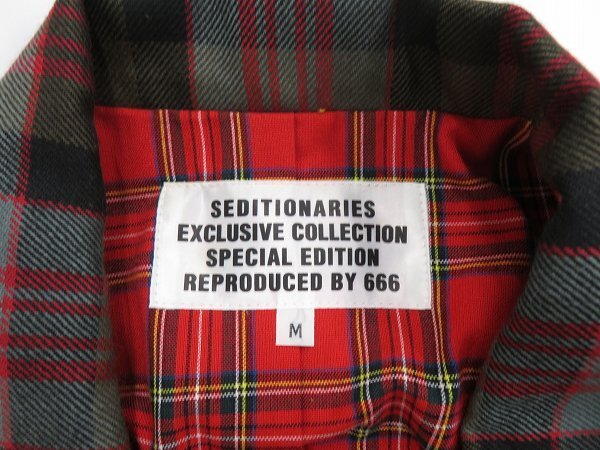 SEDITIONARIES
EXCLUSIVE COLLECTION
SPECIAL EDITION
REPRODUCED BY 666
M